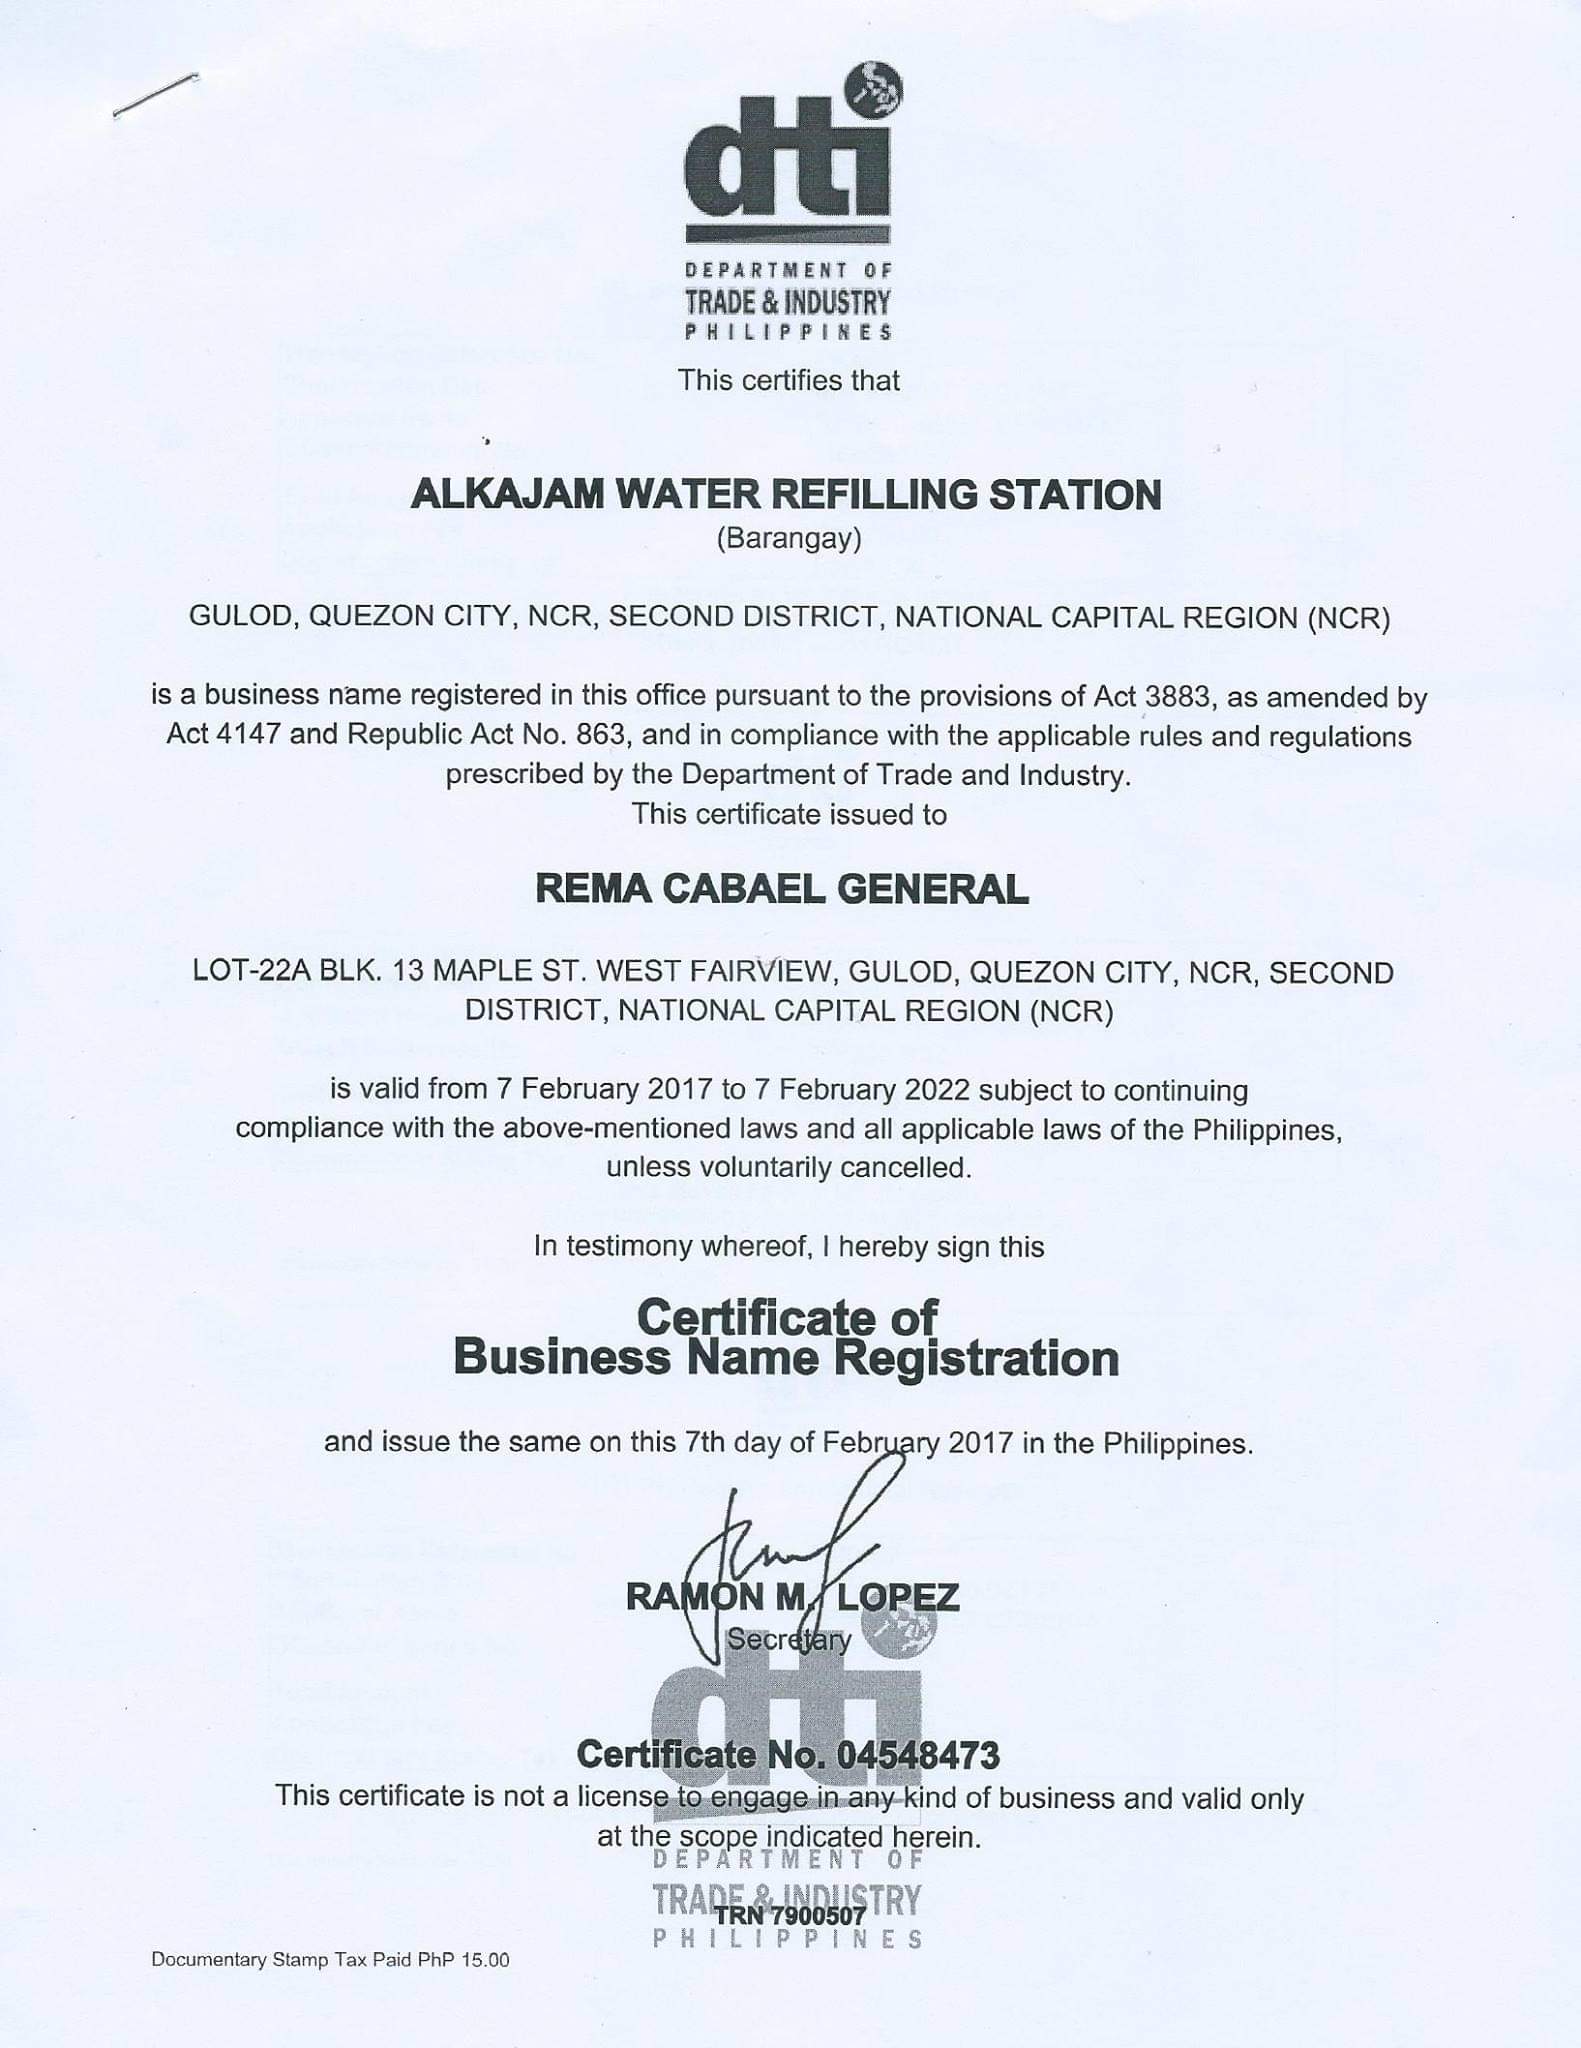 dti
DEPARTMENT OF
TRADE & INDUSTRY
PHILIPPINES
This certifies that
ALKAJAM WATER REFILLING STATION
(Barangay)
GULOD, QUEZON CITY, NCR, SECOND DISTRICT, NATIONAL CAPITAL REGION (NCR)
is a business name registered in this office pursuant to the provisions of Act 3883, as amended by
Act 4147 and Republic Act No. 863, and in compliance with the applicable rules and regulations
prescribed by the Department of Trade and Industry.
This certificate issued to
REMA CABAEL GENERAL
LOT-22A BLK. 13 MAPLE ST. WEST FAIRVIEW, GULOD, QUEZON CITY, NCR, SECOND
DISTRICT, NATIONAL CAPITAL REGION (NCR)
is valid from 7 February 2017 to 7 February 2022 subject to continuing
compliance with the above-mentioned laws and all applicable laws of the Philippines,
unless voluntarily cancelled.
In testimony whereof, I hereby sign this
Certificate of
Business Name Registration
and issue the same on this 7th day of February 2017 in the Philippines.
RAMON M. LOPEZ
Secretary
dti
Certificate No. 04548473
This certificate is not a license to engage in any kind of business and valid only
at the scope indicated herein.
DEPARTMENT OF
TRADE & INDUSTRY
TRN 7900507
PHILIPPINES
Documentary Stamp Tax Paid PhP 15.00